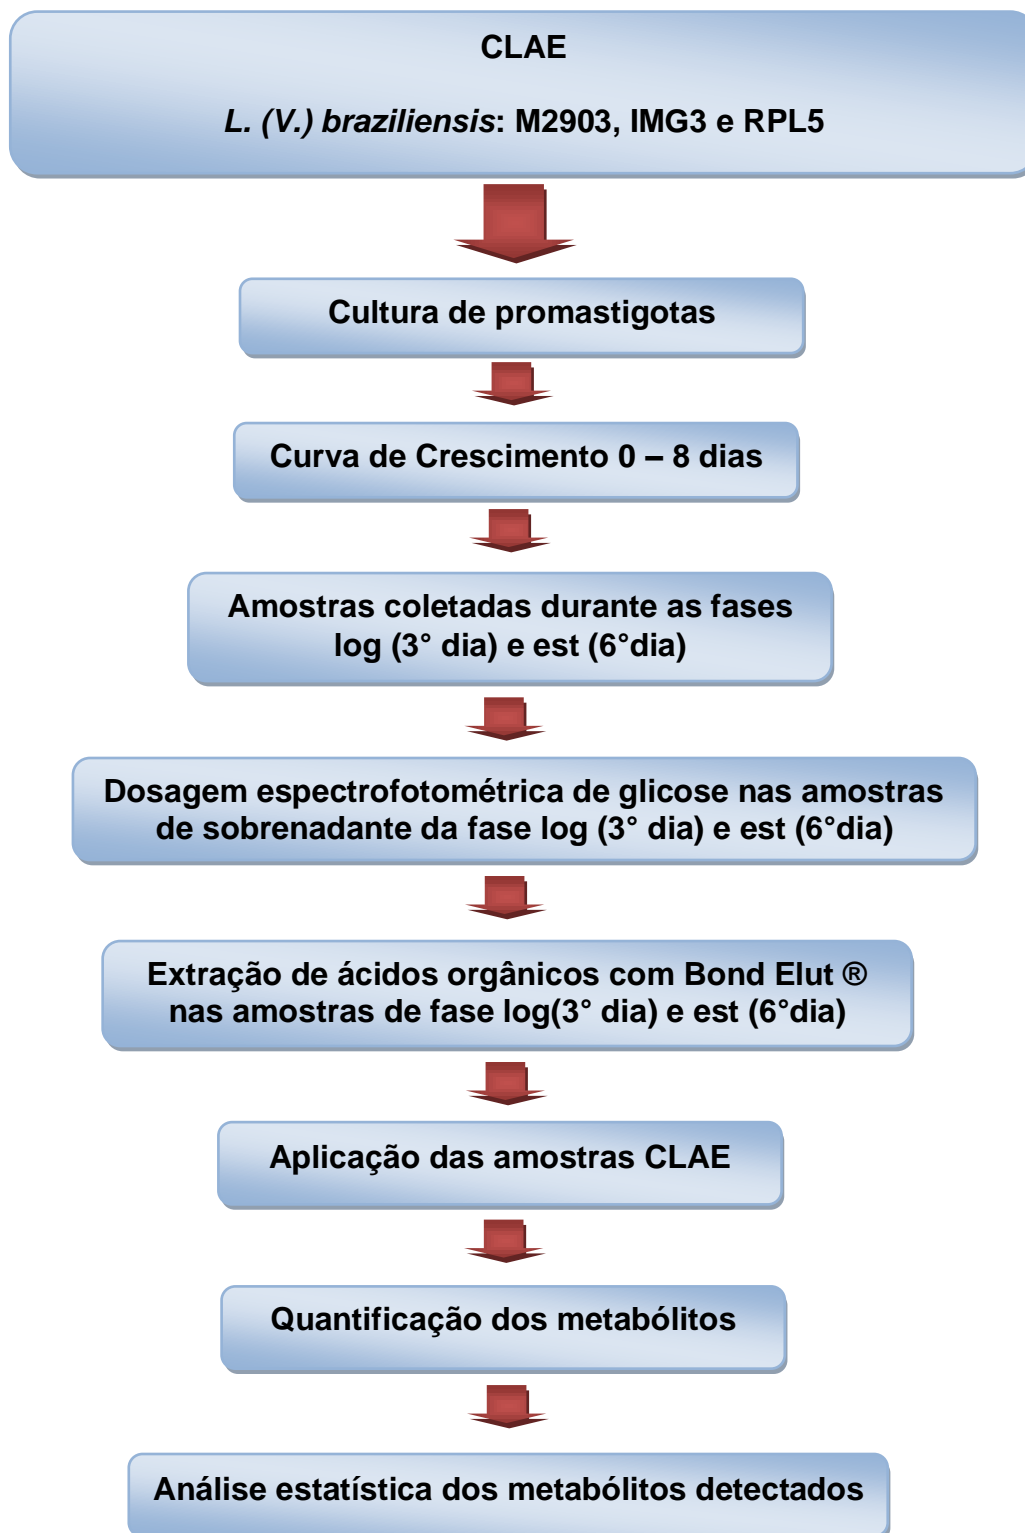 CLAE
L. (V.) braziliensis: M2903, IMG3 e RPL5
Cultura de promastigotas
Curva de Crescimento 0 – 8 dias
Amostras coletadas durante as fases
log (3° dia) e est (6°dia)
Dosagem espectrofotométrica de glicose nas amostras
de sobrenadante da fase log (3° dia) e est (6°dia)
Extração de ácidos orgânicos com Bond Elut ®
nas amostras de fase log(3° dia) e est (6°dia)
Aplicação das amostras CLAE
Quantificação dos metabólitos
Análise estatística dos metabólitos detectados